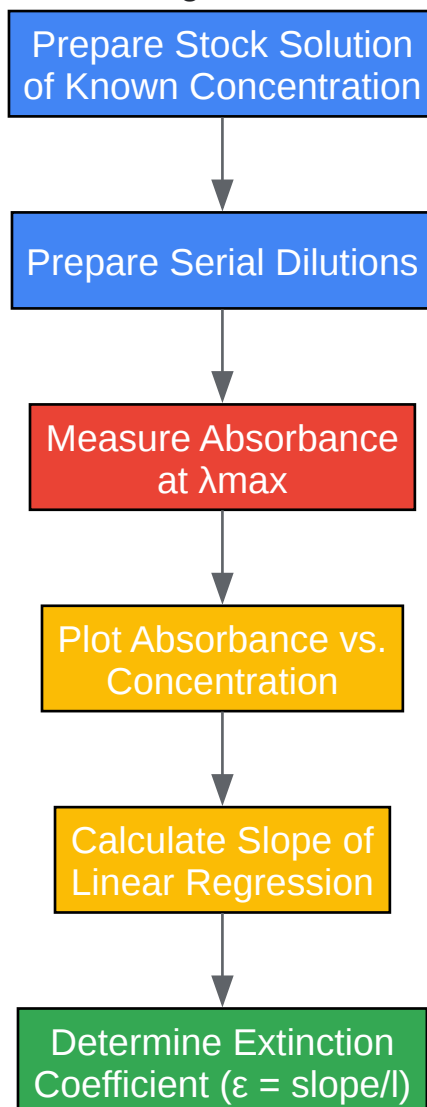 Prepare Stock Solution
of Known Concentration
Prepare Serial Dilutions
Measure Absorbance
at λmax
Plot Absorbance vs.
Concentration
Calculate Slope of
Linear Regression
Determine Extinction
Coefficient (ε = slope/l)